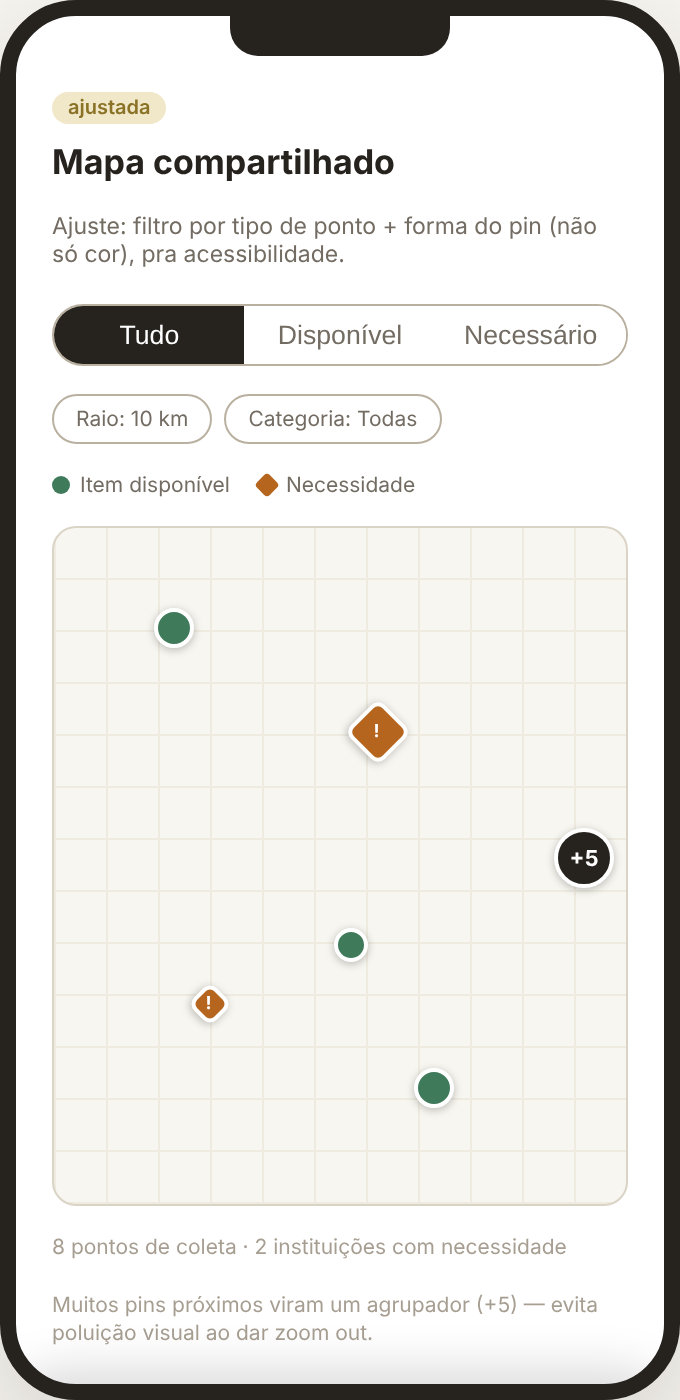 ajustada
Mapa compartilhado
Ajuste: filtro por tipo de ponto + forma do pin (não
só cor), pra acessibilidade.
Tudo Disponível Necessário
Raio: 10 km Categoria: Todas
Item disponível Necessidade
!
+5
!
8 pontos de coleta · 2 instituições com necessidade
Muitos pins próximos viram um agrupador (+5) — evita
poluição visual ao dar zoom out.